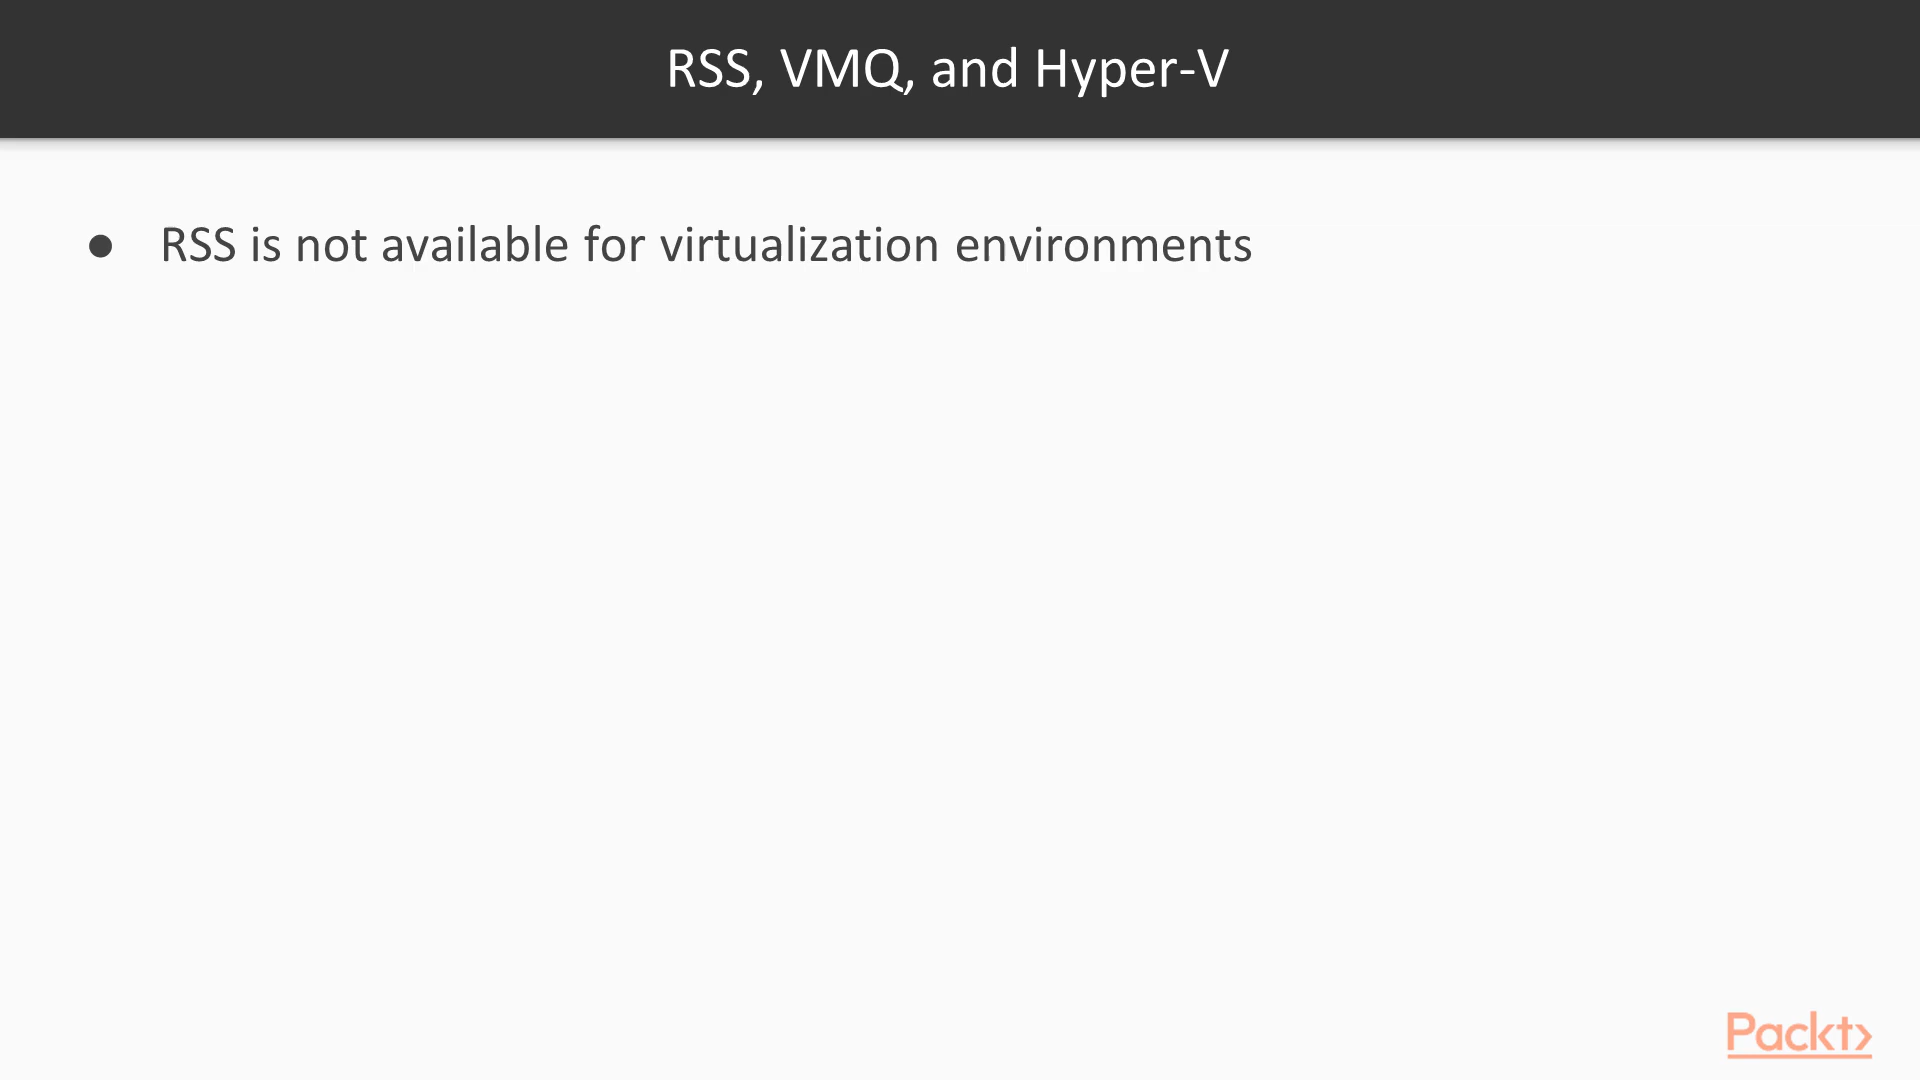 RSS, VMQ, and Hyper-V
● RSS is not available for virtualization environments
Packt>